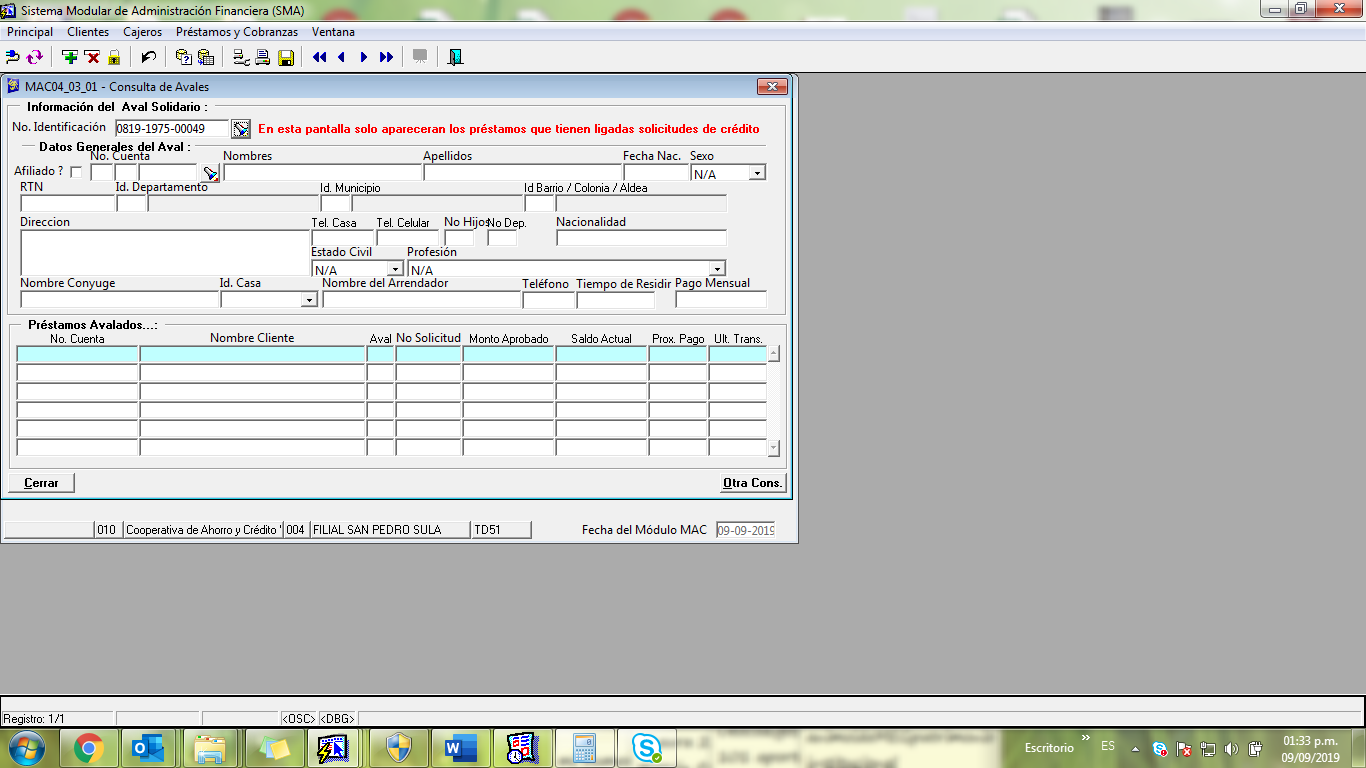 Sistema Modular de Administración Financiera (SMA)
Principal Clientes Cajeros Préstamos y Cobranzas Ventana
MAC04_03_01 - Consulta de Avales
Información del Aval Solidario :
No. Identificación 0819-1975-00049 En esta pantalla solo apareceran los préstamos que tienen ligadas solicitudes de crédito
Datos Generales del Aval :
No. Cuenta Nombres Apellidos Fecha Nac. Sexo
Afiliado ? N/A
RTN Id. Departamento Id. Municipio Id Barrio / Colonia / Aldea
Direccion Tel. Casa Tel. Celular No Hijos No Dep. Nacionalidad
Estado Civil Profesión
N/A N/A
Nombre Conyuge Id. Casa Nombre del Arrendador Teléfono Tiempo de Residir Pago Mensual
Préstamos Avalados...:
No. Cuenta Nombre Cliente Aval No Solicitud Monto Aprobado Saldo Actual Prox. Pago Ult. Trans.
Cerrar Otra Cons.
010 Cooperativa de Ahorro y Crédito ' 004 FILIAL SAN PEDRO SULA TD51 Fecha del Módulo MAC 09-09-2019
Registro: 1/1 <OSC> <DBG>
Escritorio » ES 01:33 p.m.
09/09/2019